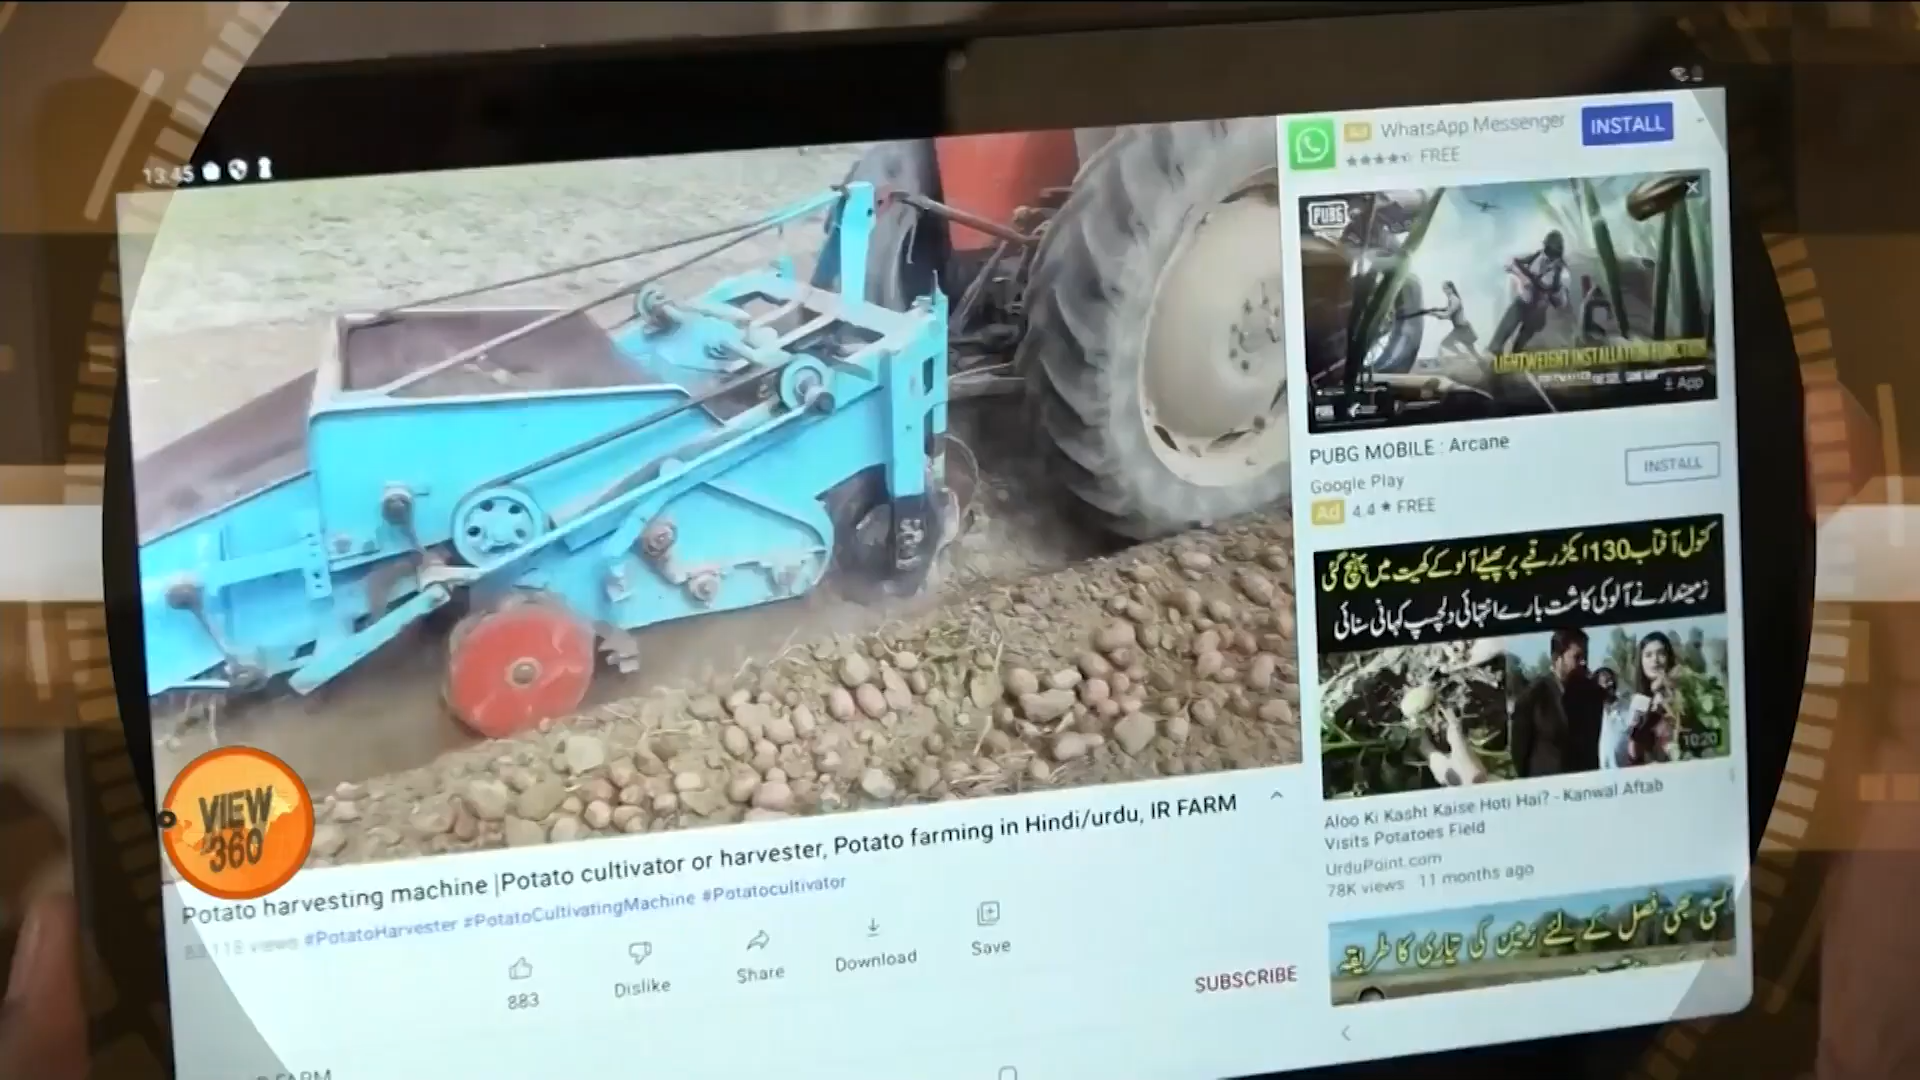 13:45
VIEW
360
Potato harvesting machine |Potato cultivator or harvester, Potato farming in Hindi/urdu, IR FARM
118 views #PotatoHarvester #PotatoCultivatingMachine #Potatocultivator
883
Dislike
Share
Download
Save
SUBSCRIBE
FARM
Ad WhatsApp Messenger
FREE
INSTALL
PUBG
LIGHTWEIGHT INSTALLATION FUNCTION
App
PUBG MOBILE : Arcane
Google Play
Ad 4.4 ★ FREE
INSTALL
کنول آفتاب 130 ایکڑ رقبے پر پھیلے آلو کے کھیت میں پہنچ گئی
زمیندار نے آلو کی کاشت بارے انتہائی دلچسپ کہانی سنائی
10:20
Aloo Ki Kasht Kaise Hoti Hai? - Kanwal Aftab
Visits Potatoes Field
UrduPoint.com
78K views 11 months ago
کسی بھی فصل کے لئے زمین کی تیاری کا طریقہ